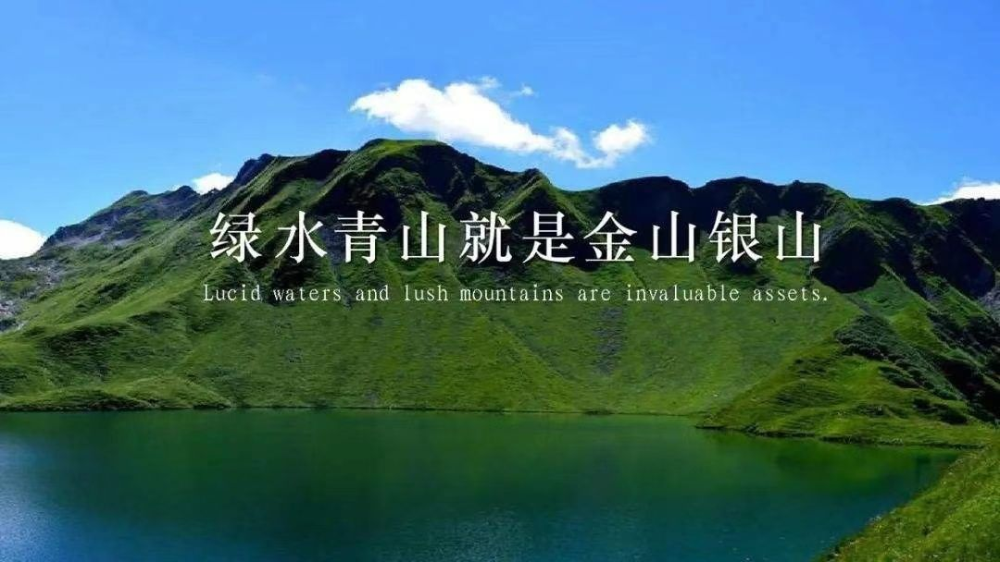 绿水青山就是金山银山
Lucid waters and lush mountains are invaluable assets.